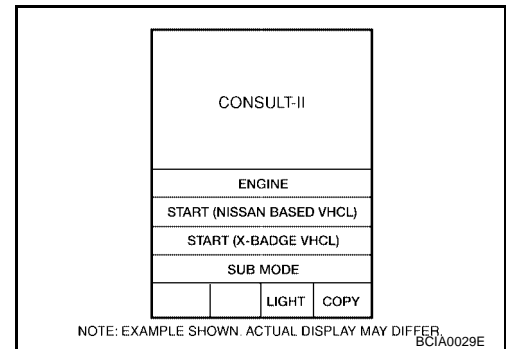 CONSULT-II
ENGINE
START (NISSAN BASED VHCL)
START (X-BADGE VHCL)
SUB MODE
LIGHT COPY
NOTE: EXAMPLE SHOWN. ACTUAL DISPLAY MAY DIFFER.
BCIA0029E